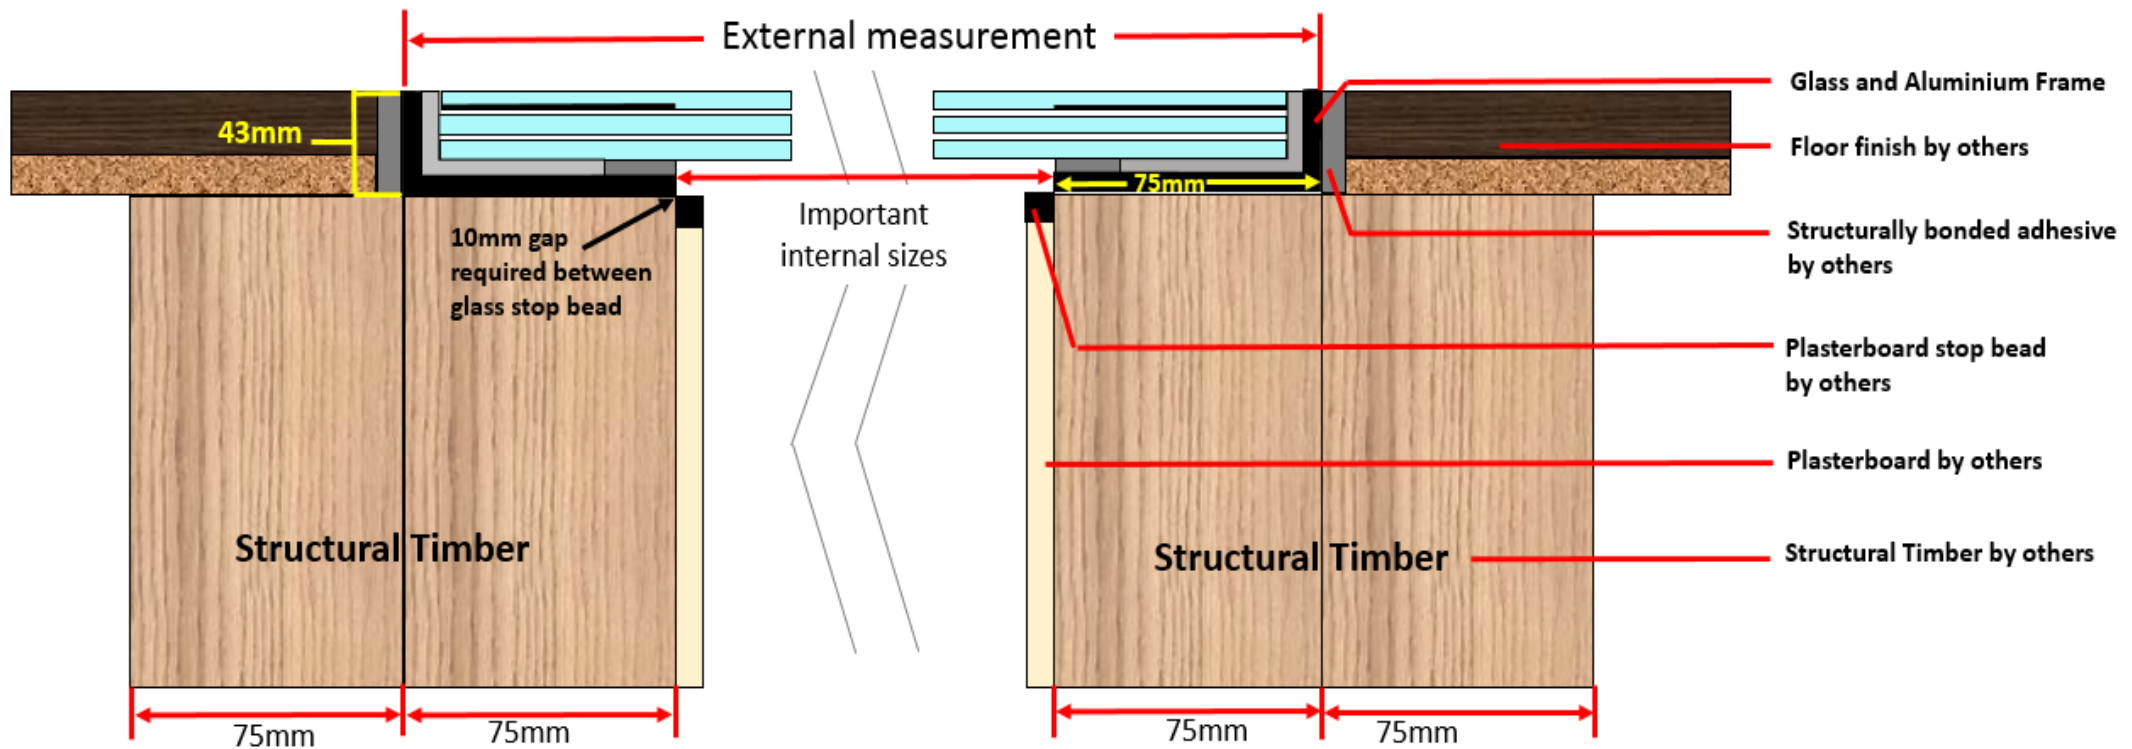 External measurement
Glass and Aluminium Frame
43mm
Floor finish by others
75mm
Important
internal sizes
10mm gap
required between
glass stop bead
Structurally bonded adhesive
by others
Plasterboard stop bead
by others
Plasterboard by others
Structural Timber
Structural Timber
Structural Timber by others
75mm
75mm
75mm
75mm